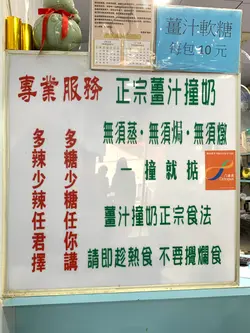 薑汁軟糖
每包10元
專業服務
正宗薑汁撞奶
無須蒸·無須焗·無須燉
一撞就掂
薑汁撞奶正宗食法
請即趁熱食 不要攪爛食
多糖少糖任你講
多辣少辣任君擇